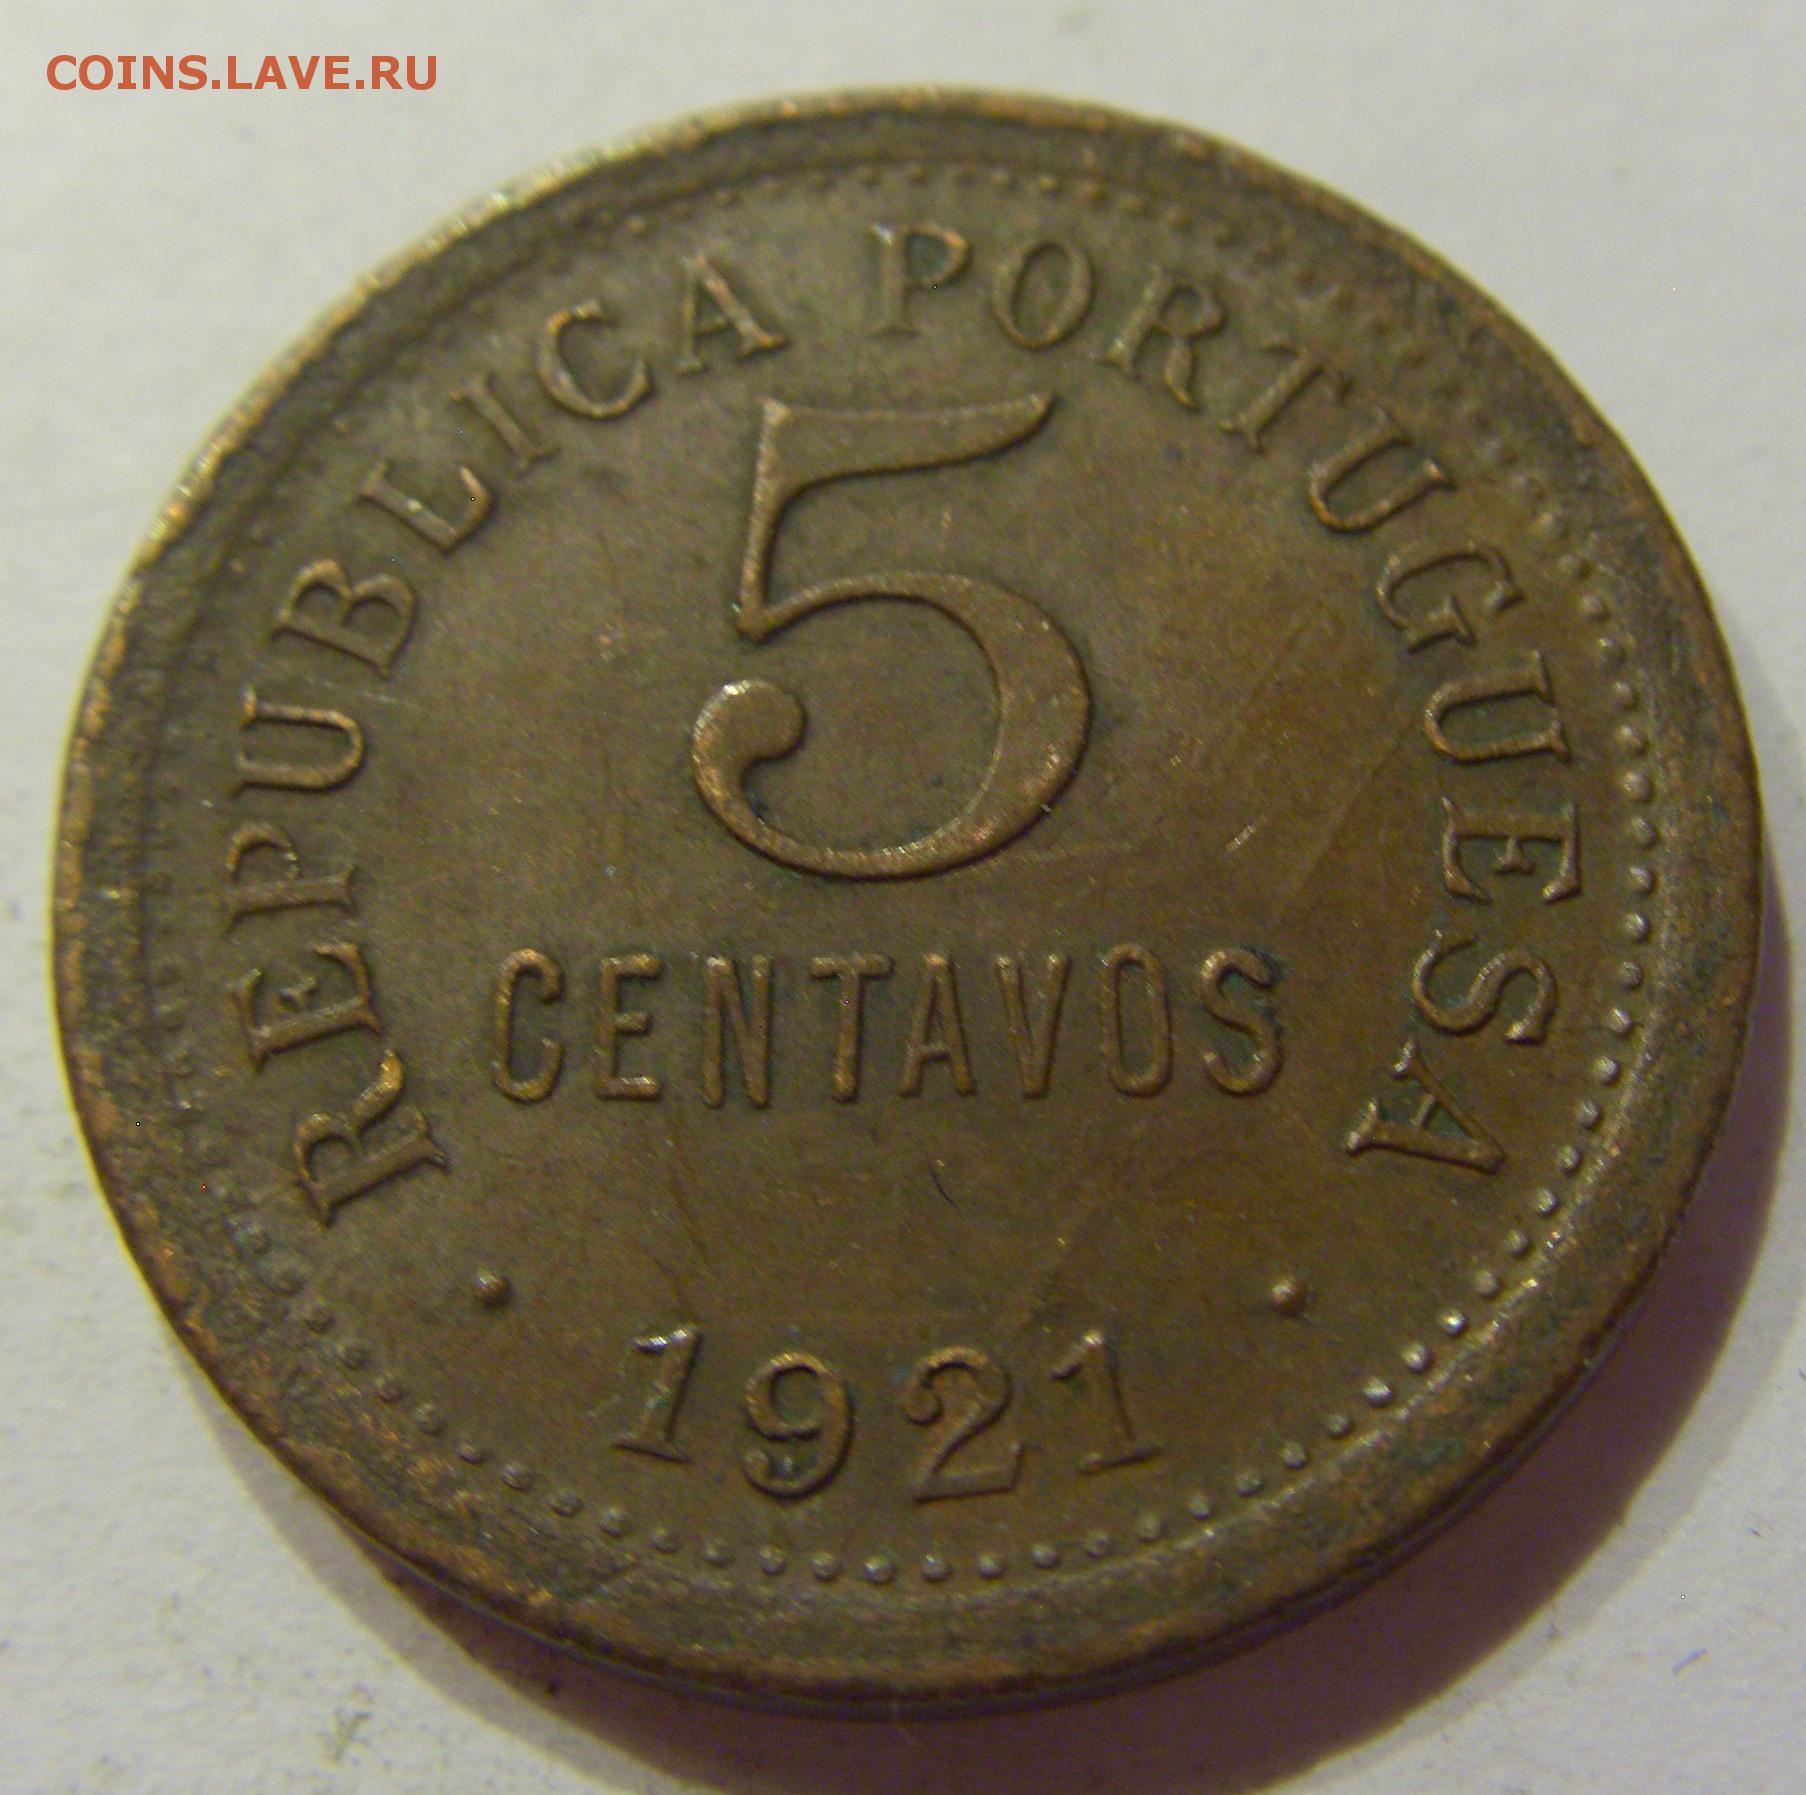 COINS.LAVE.RU
REPUBLICA PORTUGUESA
5
CENTAVOS
• 1921 •